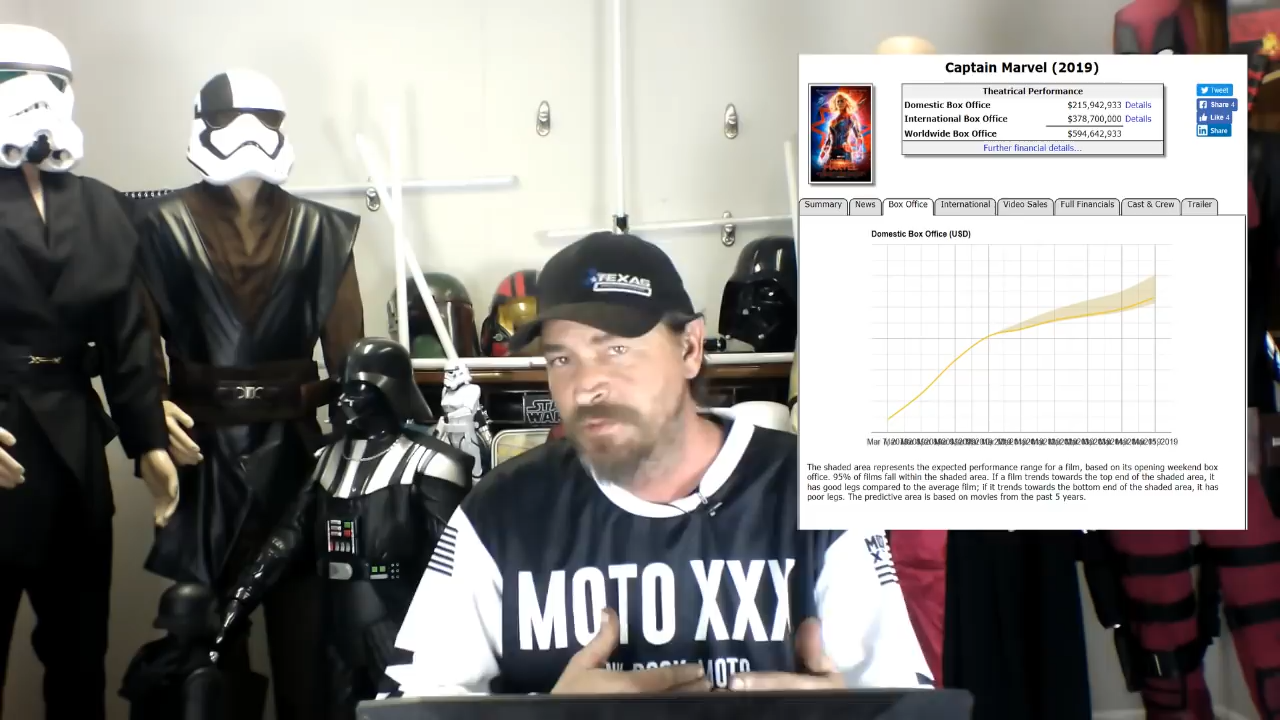 Captain Marvel (2019)
Theatrical Performance
Domestic Box Office $215,942,933 Details
International Box Office $378,700,000 Details
Worldwide Box Office $594,642,933
Further financial details...
Tweet
Share 4
Like 4
Share
Summary News Box Office International Video Sales Full Financials Cast & Crew Trailer
Domestic Box Office (USD)
The shaded area represents the expected performance range for a film, based on its opening weekend box
office. 95% of films fall within the shaded area. If a film trends towards the top end of the shaded area, it
has good legs compared to the average film; if it trends towards the bottom end of the shaded area, it has
poor legs. The predictive area is based on movies from the past 5 years.
TEXAS
STAR
WARS
MOTO XXX
MOTO